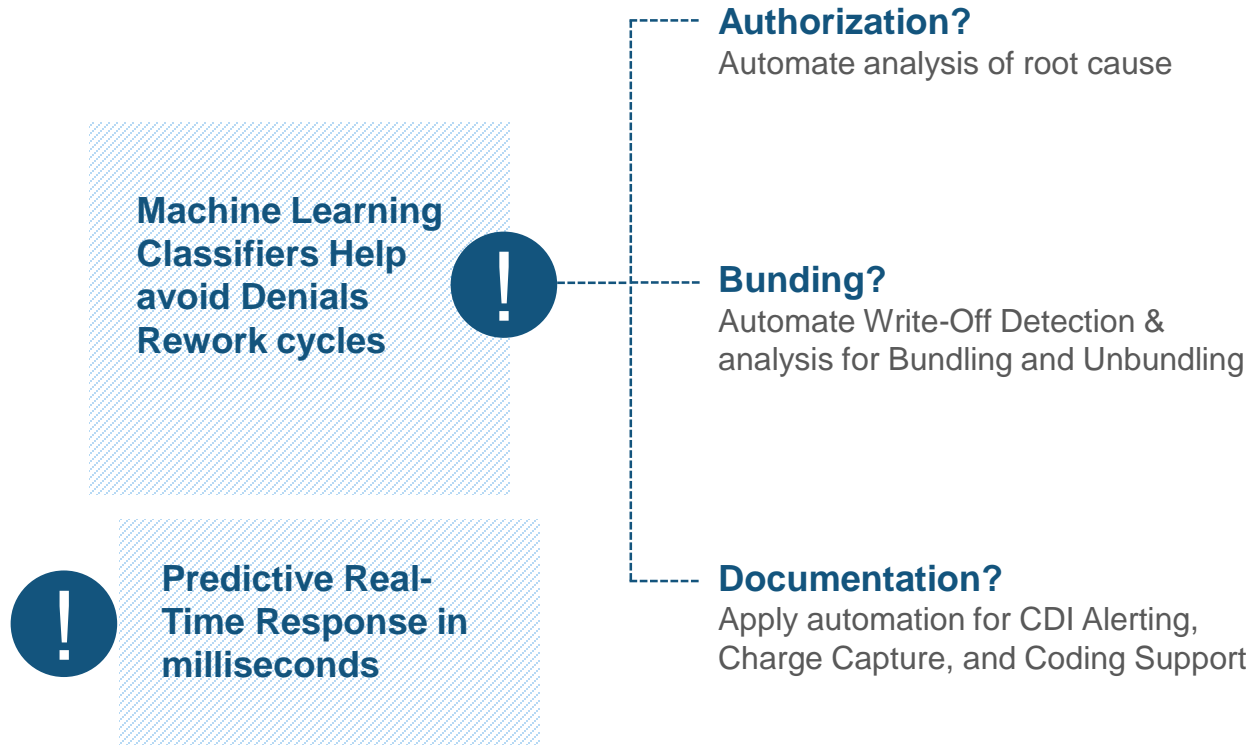 Machine Learning
Classifiers Help
avoid Denials
Rework cycles
!
Authorization?
Automate analysis of root cause
Bunding?
Automate Write-Off Detection &
analysis for Bundling and Unbundling
Documentation?
Apply automation for CDI Alerting,
Charge Capture, and Coding Support
!
Predictive Real-
Time Response in
milliseconds